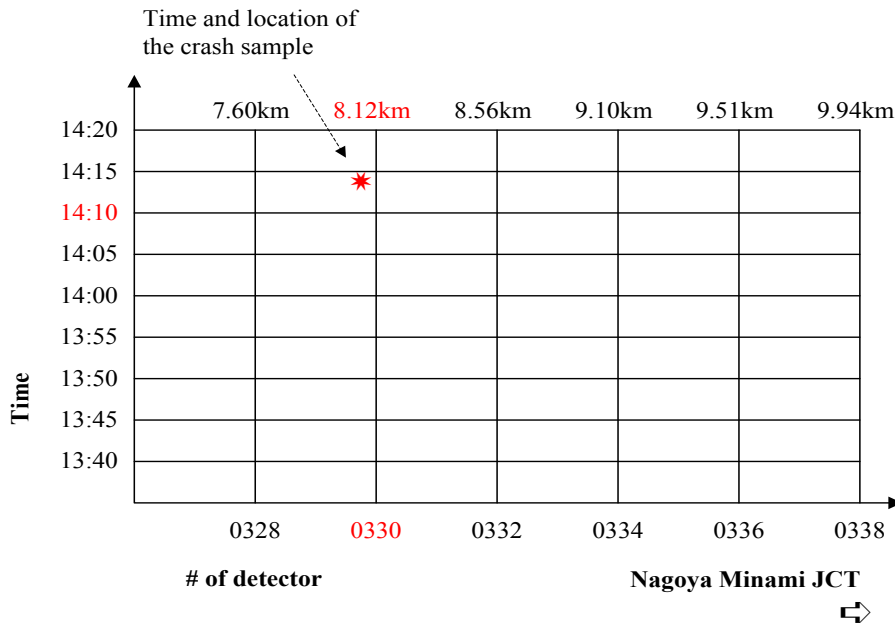 Time and location of
the crash sample
7.60km 8.12km 8.56km 9.10km 9.51km 9.94km
14:20
14:15
14:10
14:05
14:00
13:55
13:50
13:45
13:40
Time
0328 0330 0332 0334 0336 0338
# of detector Nagoya Minami JCT